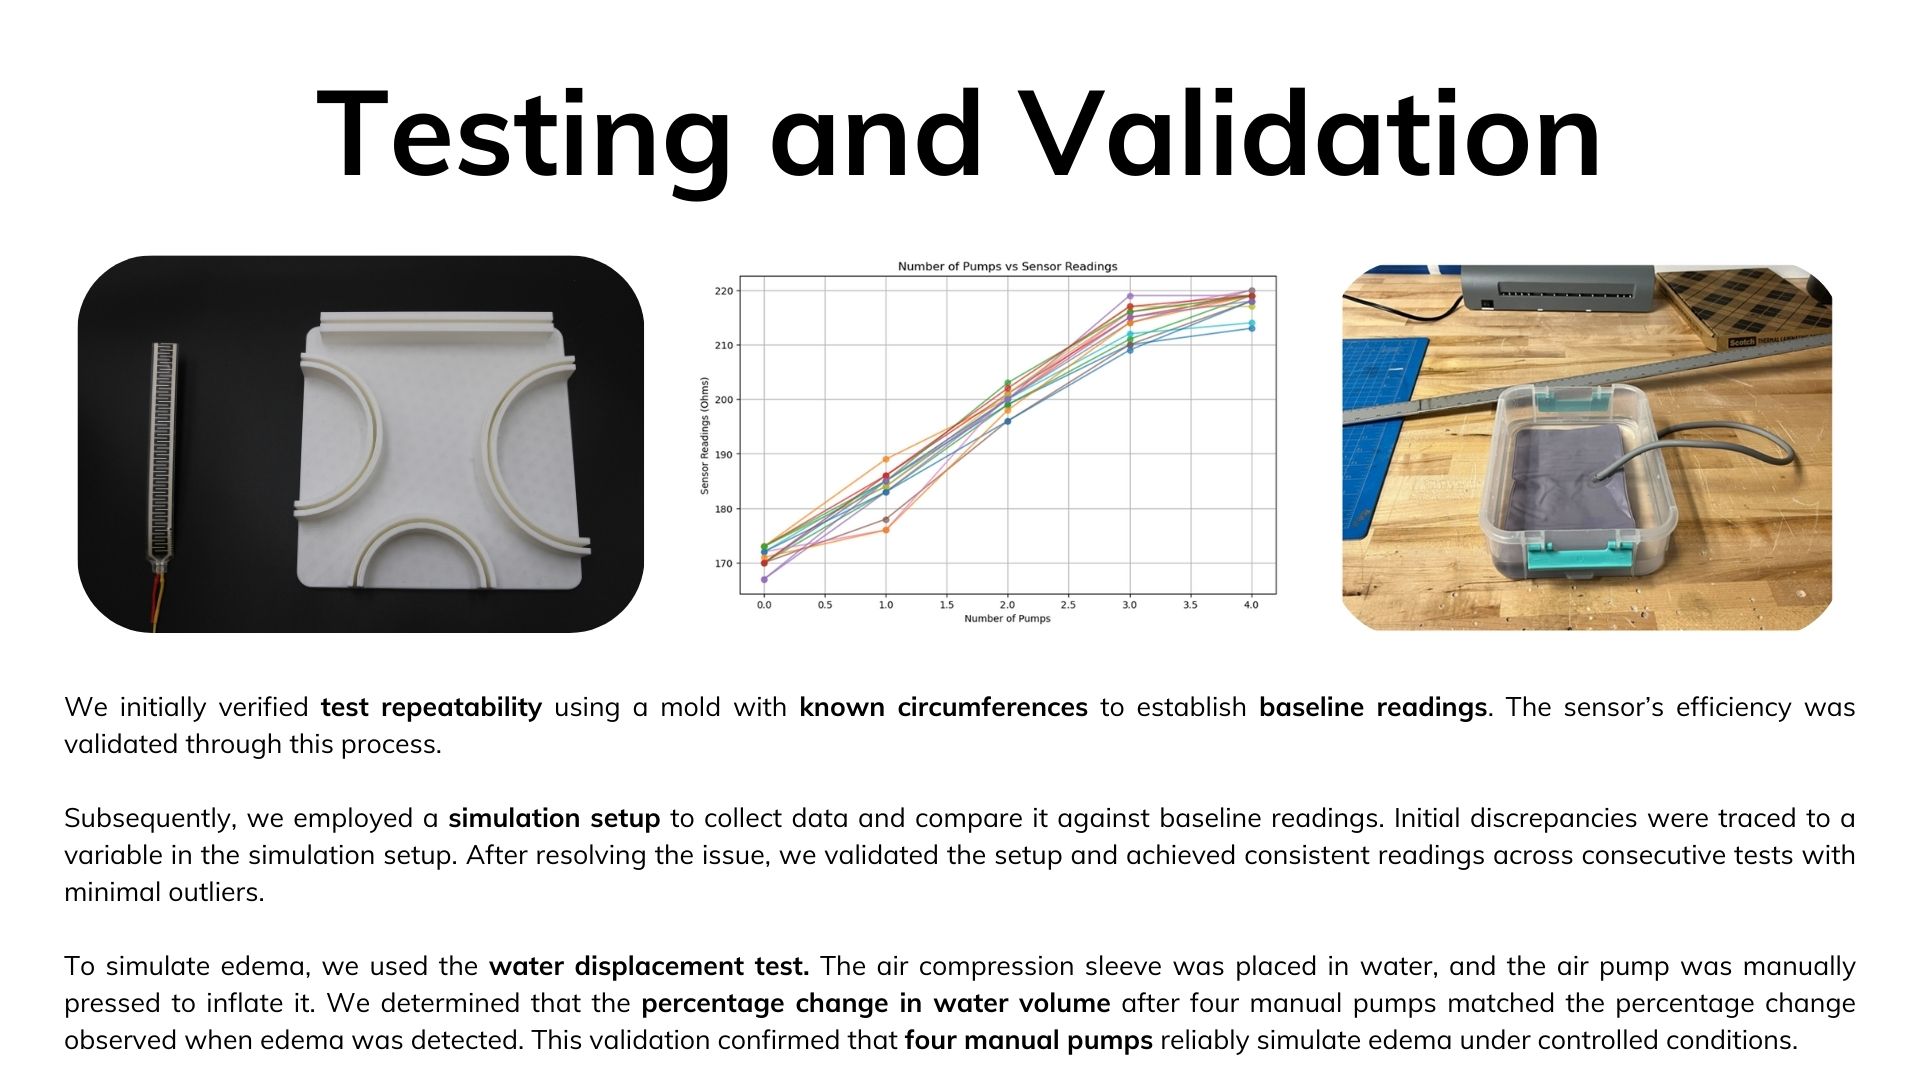 Testing and Validation
Number of Pumps vs Sensor Readings
Sensor Readings (Ohms)
220
210
200
190
180
170
0.0 0.5 1.0 1.5 2.0 2.5 3.0 3.5 4.0
Number of Pumps
Scotch THERMAL LAMINATOR
We initially verified test repeatability using a mold with known circumferences to establish baseline readings. The sensor’s efficiency was
validated through this process.
Subsequently, we employed a simulation setup to collect data and compare it against baseline readings. Initial discrepancies were traced to a
variable in the simulation setup. After resolving the issue, we validated the setup and achieved consistent readings across consecutive tests with
minimal outliers.
To simulate edema, we used the water displacement test. The air compression sleeve was placed in water, and the air pump was manually
pressed to inflate it. We determined that the percentage change in water volume after four manual pumps matched the percentage change
observed when edema was detected. This validation confirmed that four manual pumps reliably simulate edema under controlled conditions.